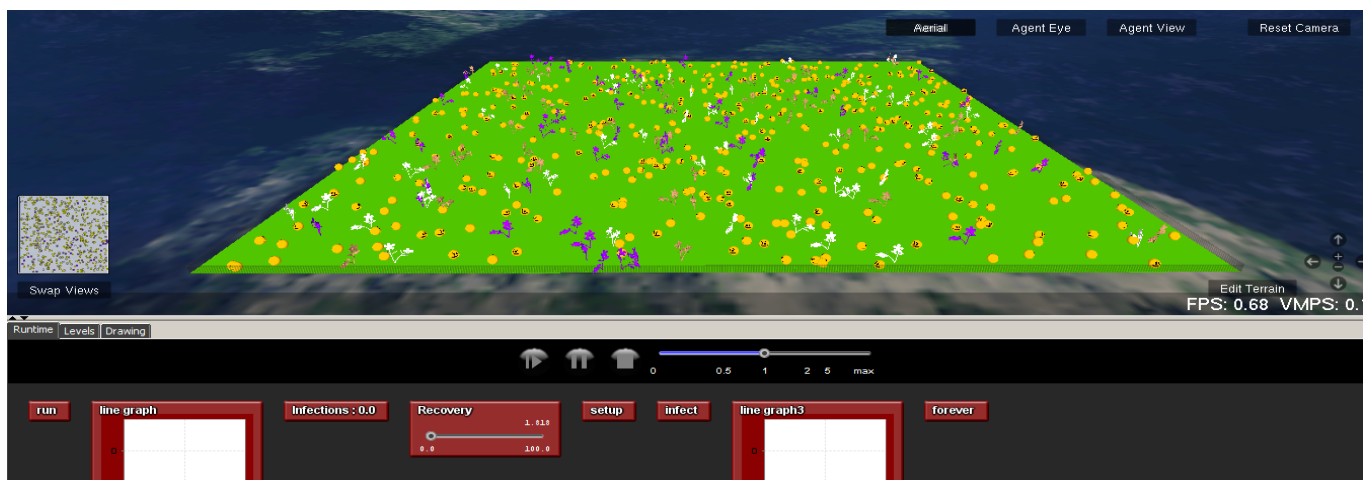 Aerial Agent Eye Agent View Reset Camera
Swap Views
Edit Terrain
FPS: 0.68 VMPS: 0.
Runtime Levels Drawing
0 0.5 1 2 5 max
run line graph Infections : 0.0 Recovery setup infect line graph3 forever
1.818
0.0 100.0
0 0